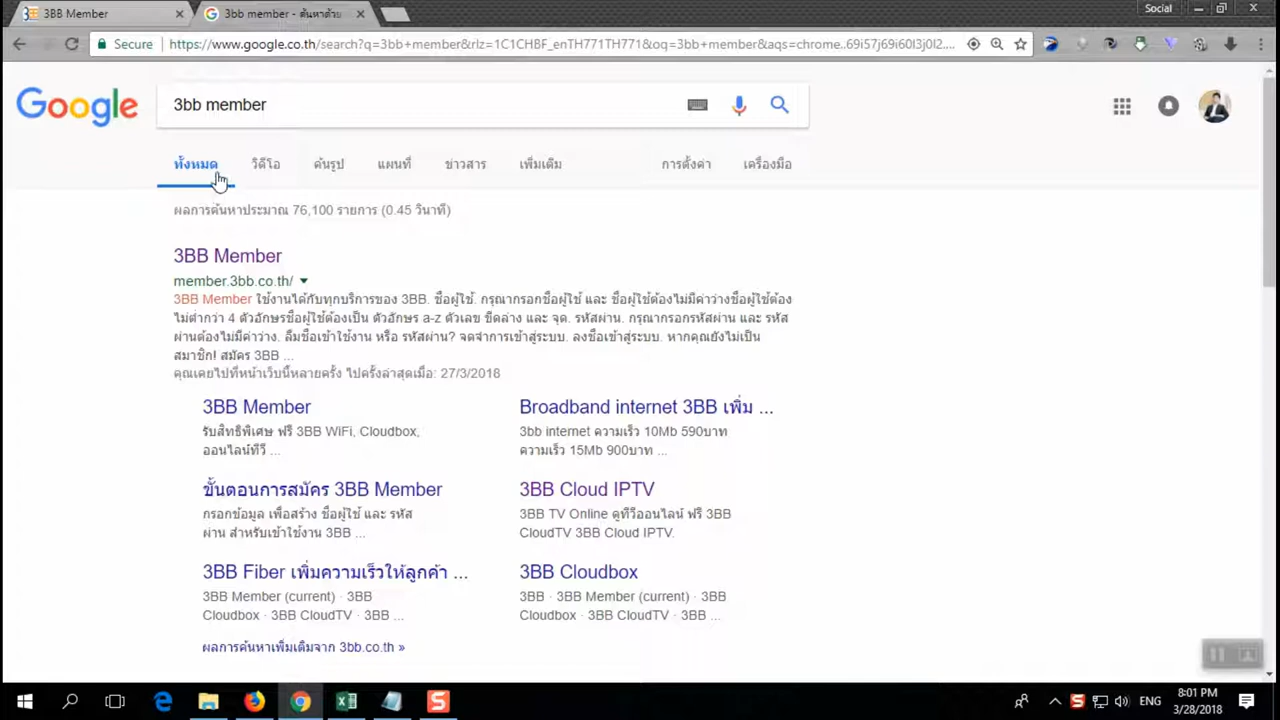 3BB Member
3bb member - ค้นหาด้วย
Social
Secure
https://www.google.co.th/search?q=3bb+member&rlz=1C1CHBF_enTH771TH771&oq=3bb+member&aqs=chrome..69i57j69i60l3j0l2....
Google
3bb member
ทั้งหมด วิดีโอ ค้นรูป แผนที่ ข่าวสาร เพิ่มเติม การตั้งค่า เครื่องมือ
ผลการค้นหาประมาณ 76,100 รายการ (0.45 วินาที)
3BB Member
member.3bb.co.th/
3BB Member ใช้งานได้กับทุกบริการของ 3BB. ชื่อผู้ใช้. กรุณากรอกชื่อผู้ใช้ และ ชื่อผู้ใช้ต้องไม่มีค่าว่างชื่อผู้ใช้ต้อง
ไม่ต่ำกว่า 4 ตัวอักษรชื่อผู้ใช้ต้องเป็น ตัวอักษร a-z ตัวเลข ขีดล่าง และ จุด. รหัสผ่าน. กรุณากรอกรหัสผ่าน และ รหัส
ผ่านต้องไม่มีค่าว่าง. ลืมชื่อเข้าใช้งาน หรือ รหัสผ่าน? จดจำการเข้าสู่ระบบ. ลงชื่อเข้าสู่ระบบ. หากคุณยังไม่เป็น
สมาชิก! สมัคร 3BB ...
คุณเคยไปที่หน้าเว็บนี้หลายครั้ง ไปครั้งล่าสุดเมื่อ: 27/3/2018
3BB Member
รับสิทธิพิเศษ ฟรี 3BB WiFi, Cloudbox,
ออนไลน์ทีวี ...
Broadband internet 3BB เพิ่ม ...
3bb internet ความเร็ว 10Mb 590บาท
ความเร็ว 15Mb 900บาท ...
ขั้นตอนการสมัคร 3BB Member
กรอกข้อมูล เพื่อสร้าง ชื่อผู้ใช้ และ รหัส
ผ่าน สำหรับเข้าใช้งาน 3BB ...
3BB Cloud IPTV
3BB TV Online ดูทีวีออนไลน์ ฟรี 3BB
CloudTV 3BB Cloud IPTV.
3BB Fiber เพิ่มความเร็วให้ลูกค้า ...
3BB Member (current) · 3BB
Cloudbox · 3BB CloudTV · 3BB ...
3BB Cloudbox
3BB · 3BB Member (current) · 3BB
Cloudbox · 3BB CloudTV · 3BB ...
ผลการค้นหาเพิ่มเติมจาก 3bb.co.th »
ENG
8:01 PM
3/28/2018